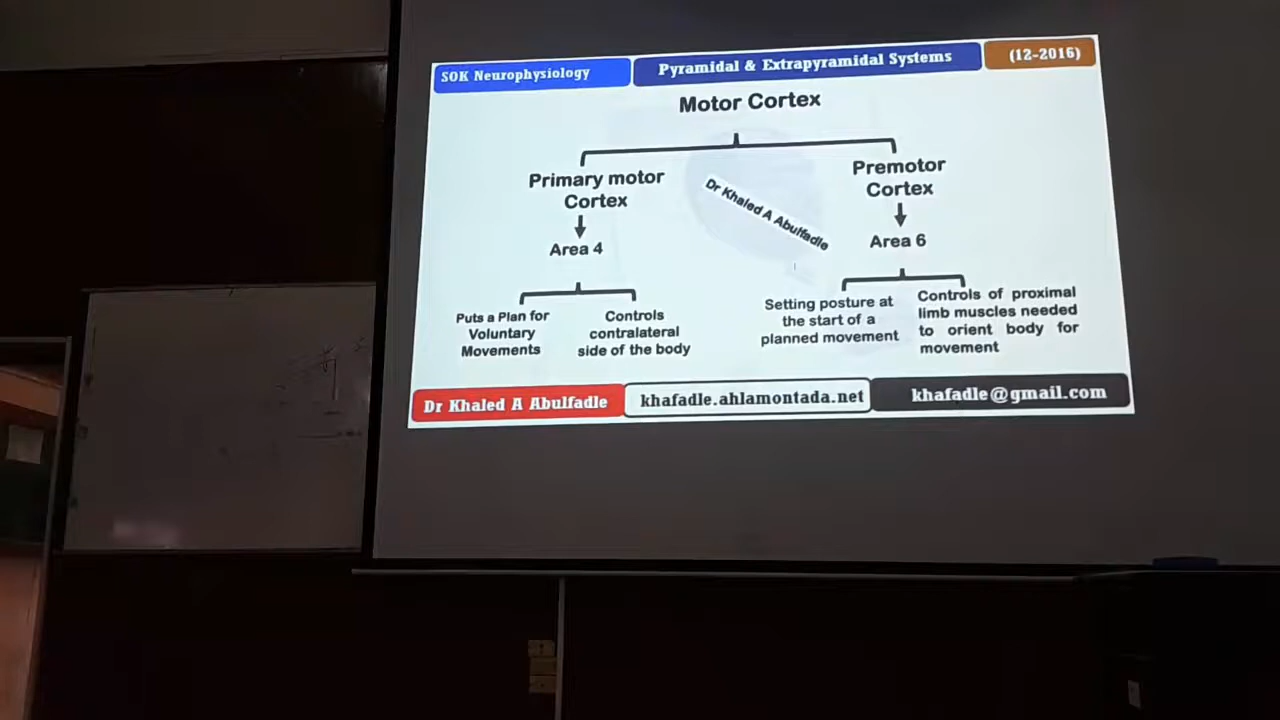 SOK Neurophysiology
Pyramidal & Extrapyramidal Systems
(12-2016)
Motor Cortex
Primary motor
Cortex
Area 4
Puts a Plan for
Voluntary
Movements
Controls
contralateral
side of the body
Dr Khaled A Abulfadle
Premotor
Cortex
Area 6
Setting posture at
the start of a
planned movement
Controls of proximal
limb muscles needed
to orient body for
movement
Dr Khaled A Abulfadle
khafadle.ahlamontada.net
khafadle@gmail.com